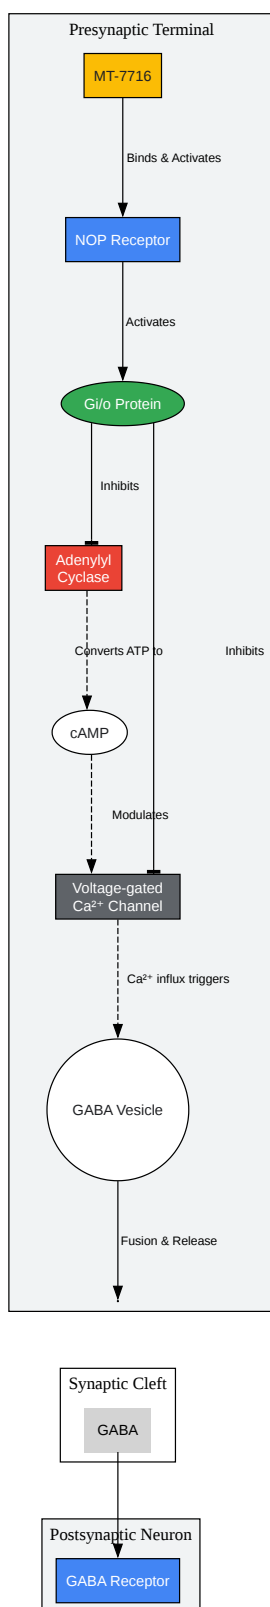 Presynaptic Terminal
MT-7716
Binds & Activates
NOP Receptor
Activates
Gi/o Protein
Inhibits
Adenylyl
Cyclase
Converts ATP to
Inhibits
cAMP
Modulates
Voltage-gated
Ca²⁺ Channel
Ca²⁺ influx triggers
GABA Vesicle
Fusion & Release
Synaptic Cleft
GABA
Postsynaptic Neuron
GABA Receptor